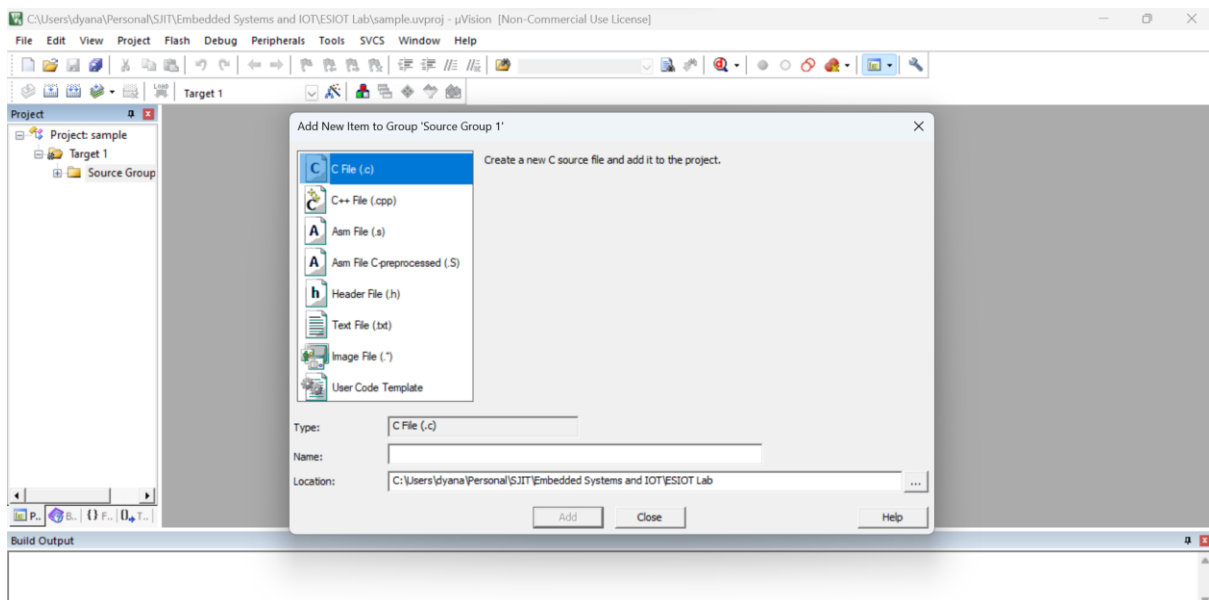 C:\Users\dyana\Personal\SJIT\Embedded Systems and IOT\ESIOT Lab\sample.uvproj - µVision [Non-Commercial Use License]
File Edit View Project Flash Debug Peripherals Tools SVCS Window Help
LOAD Target 1
Project
Project: sample
Target 1
Source Group
Add New Item to Group 'Source Group 1'
C File (.c)
C++ File (.cpp)
Asm File (.s)
Asm File C-preprocessed (.S)
Header File (.h)
Text File (.txt)
Image File (.*)
User Code Template
Create a new C source file and add it to the project.
Type: C File (.c)
Name:
Location: C:\Users\dyana\Personal\SJIT\Embedded Systems and IOT\ESIOT Lab ...
Add Close Help
P... B... {} F... 0 T...
Build Output